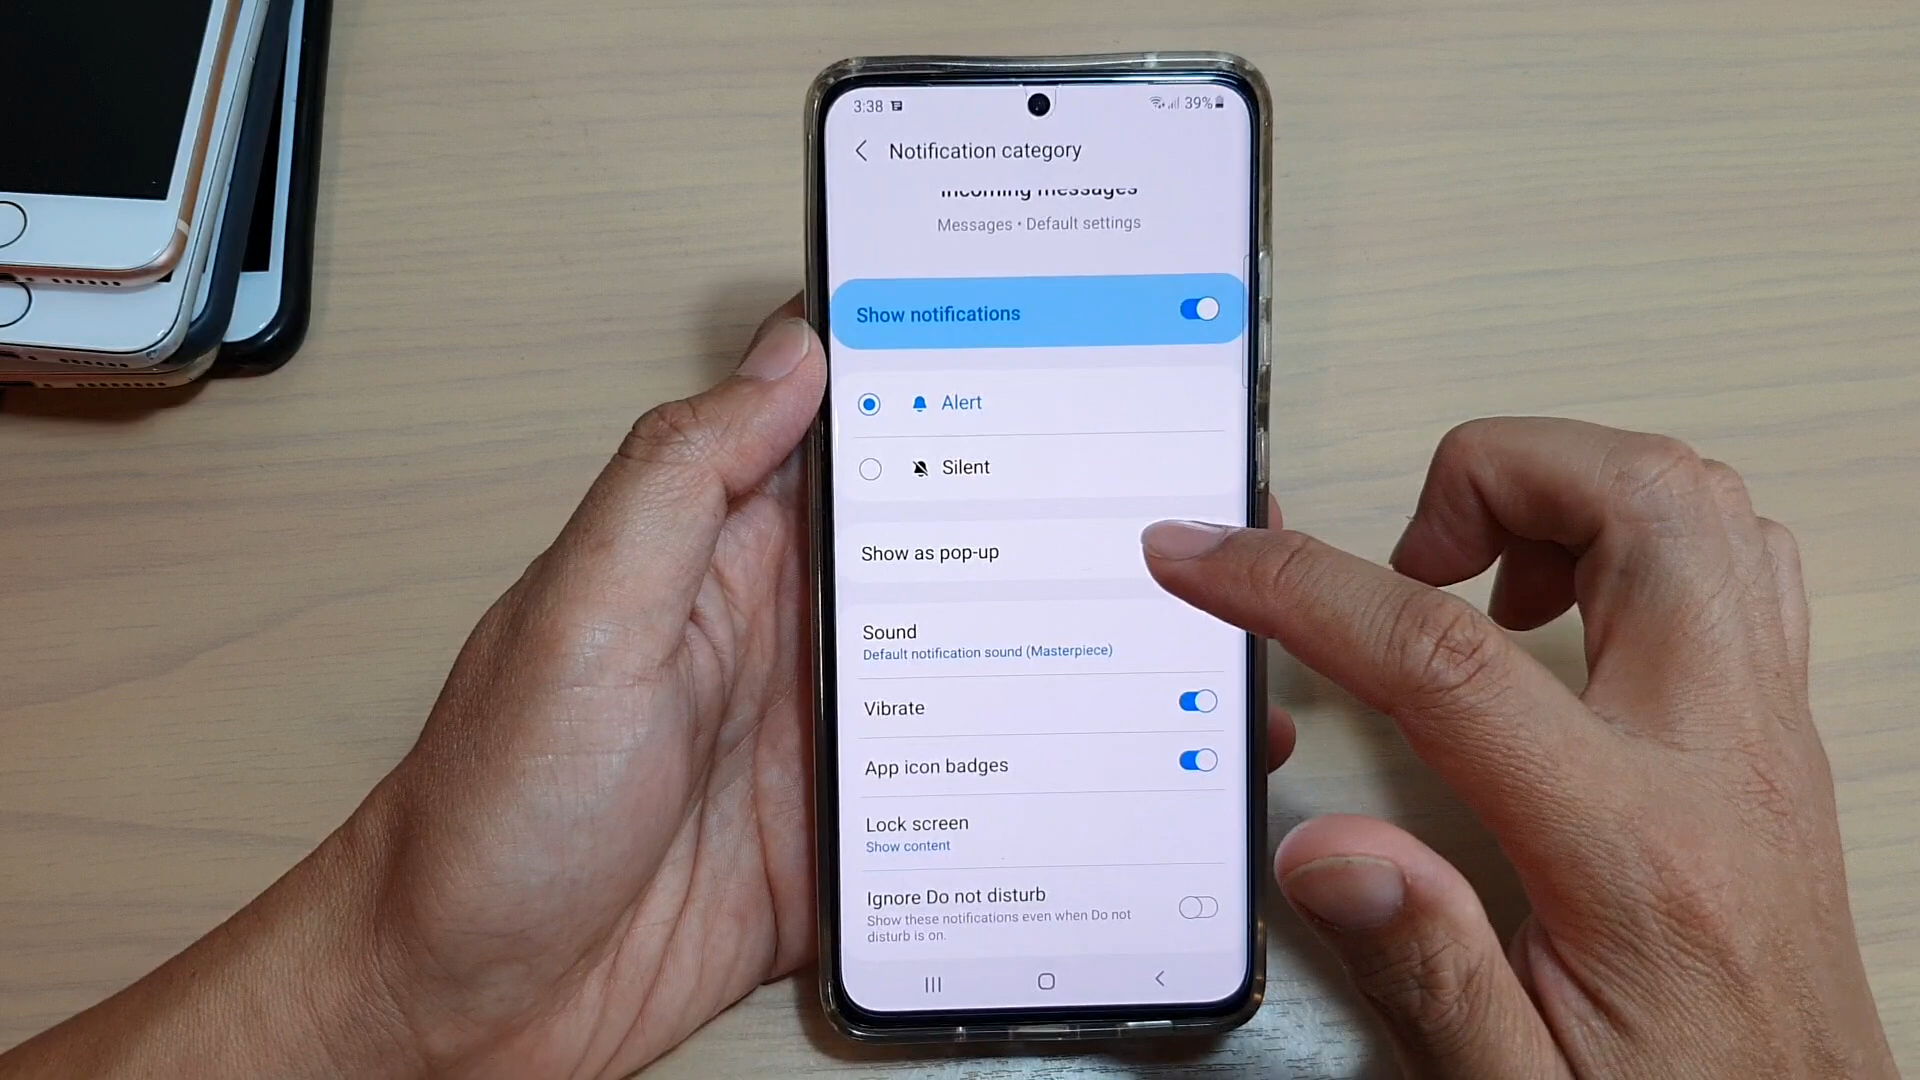 3:38
39%
Notification category
Incoming messages
Messages • Default settings
Show notifications
Alert
Silent
Show as pop-up
Sound
Default notification sound (Masterpiece)
Vibrate
App icon badges
Lock screen
Show content
Ignore Do not disturb
Show these notifications even when Do not
disturb is on.